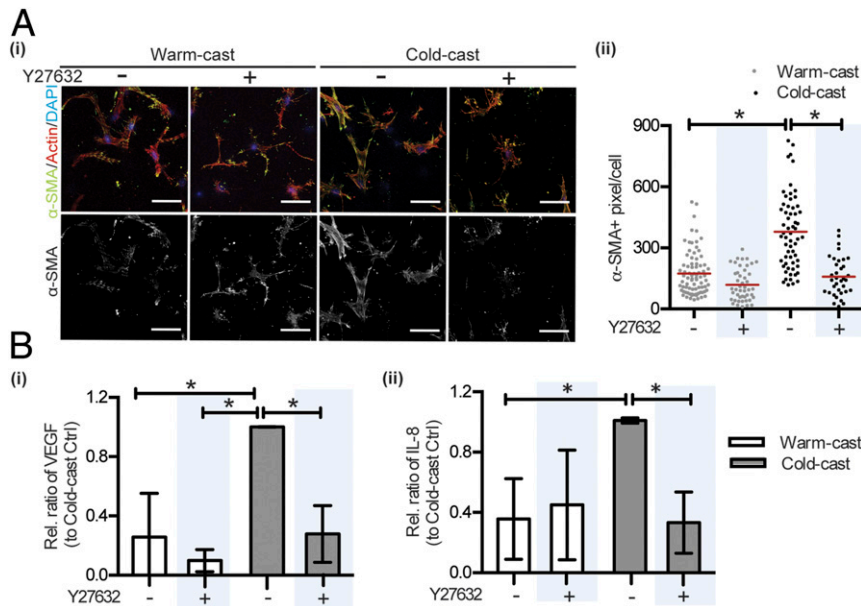 A
(i)
Warm-cast
Cold-cast
Y27632
-
+
-
+
α-SMA/Actin/DAPI
α-SMA
(ii)
Warm-cast
Cold-cast
*
*
α-SMA+ pixel/cell
900
600
300
0
Y27632
-
+
-
+
B
(i)
*
*
*
Rel. ratio of VEGF
(to Cold-cast Ctrl)
1.2
0.8
0.4
0.0
Y27632
-
+
-
+
(ii)
*
*
Rel. ratio of IL-8
(to Cold-cast Ctrl)
1.2
0.8
0.4
0.0
Y27632
-
+
-
+
Warm-cast
Cold-cast